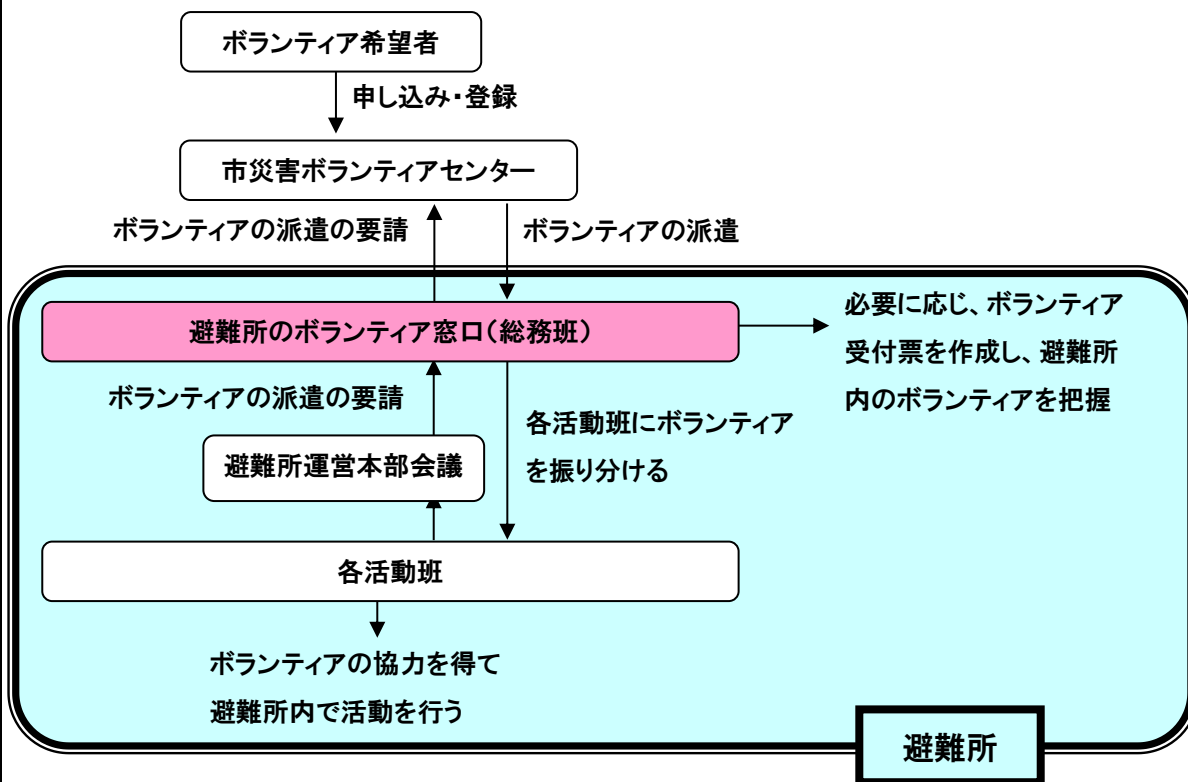 ボランティア希望者
申し込み・登録
市災害ボランティアセンター
ボランティアの派遣の要請
ボランティアの派遣
避難所のボランティア窓口（総務班）
必要に応じ、ボランティア
受付票を作成し、避難所
内のボランティアを把握
ボランティアの派遣の要請
各活動班にボランティア
を振り分ける
避難所運営本部会議
各活動班
ボランティアの協力を得て
避難所内で活動を行う
避難所